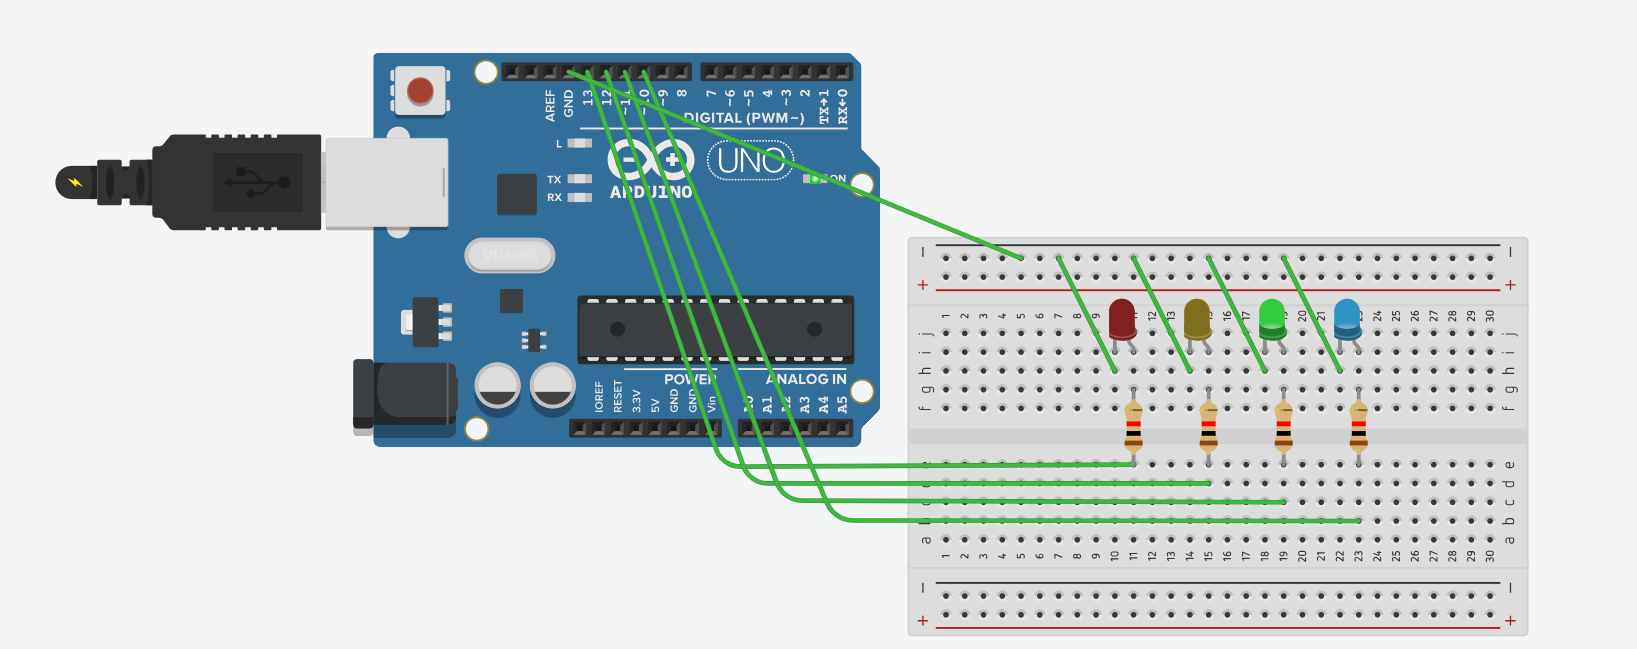 AREF GND 13 12 ~11 ~10 ~9 8 7 ~6 ~5 4 ~3 2 TX→1 RX←0
DIGITAL (PWM~)
L
UNO
TX
RX
ON
ARDUINO
SPK16.000G
POWER ANALOG IN
IOREF RESET 3.3V 5V GND GND Vin A0 A1 A2 A3 A4 A5
− −
+ +
1 2 3 4 5 6 7 8 9 10 11 12 13 14 15 16 17 18 19 20 21 22 23 24 25 26 27 28 29 30
j j
i i
h h
g g
f f
e e
d d
c c
b b
a a
1 2 3 4 5 6 7 8 9 10 11 12 13 14 15 16 17 18 19 20 21 22 23 24 25 26 27 28 29 30
− −
+ +